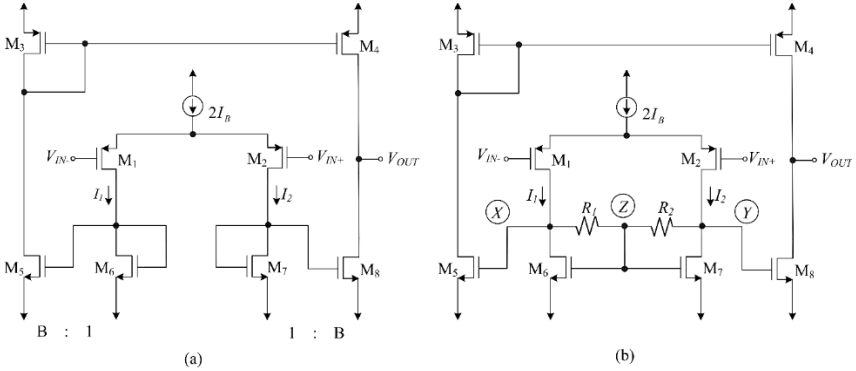 M3
M4
2IB
VIN-
M1
M2
VIN+
VOUT
I1
I2
M5
M6
M7
M8
B : 1
1 : B
(a)
M3
M4
2IB
VIN-
M1
M2
VIN+
VOUT
I1
I2
X
R1
Z
R2
Y
M5
M6
M7
M8
(b)